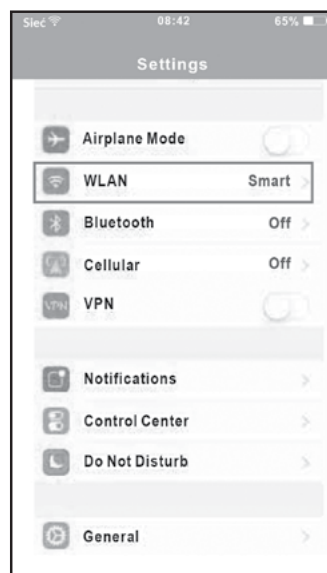 Sieć 08:42 65%
Settings
Airplane Mode
WLAN Smart
Bluetooth Off
Cellular Off
VPN VPN
Notifications
Control Center
Do Not Disturb
General